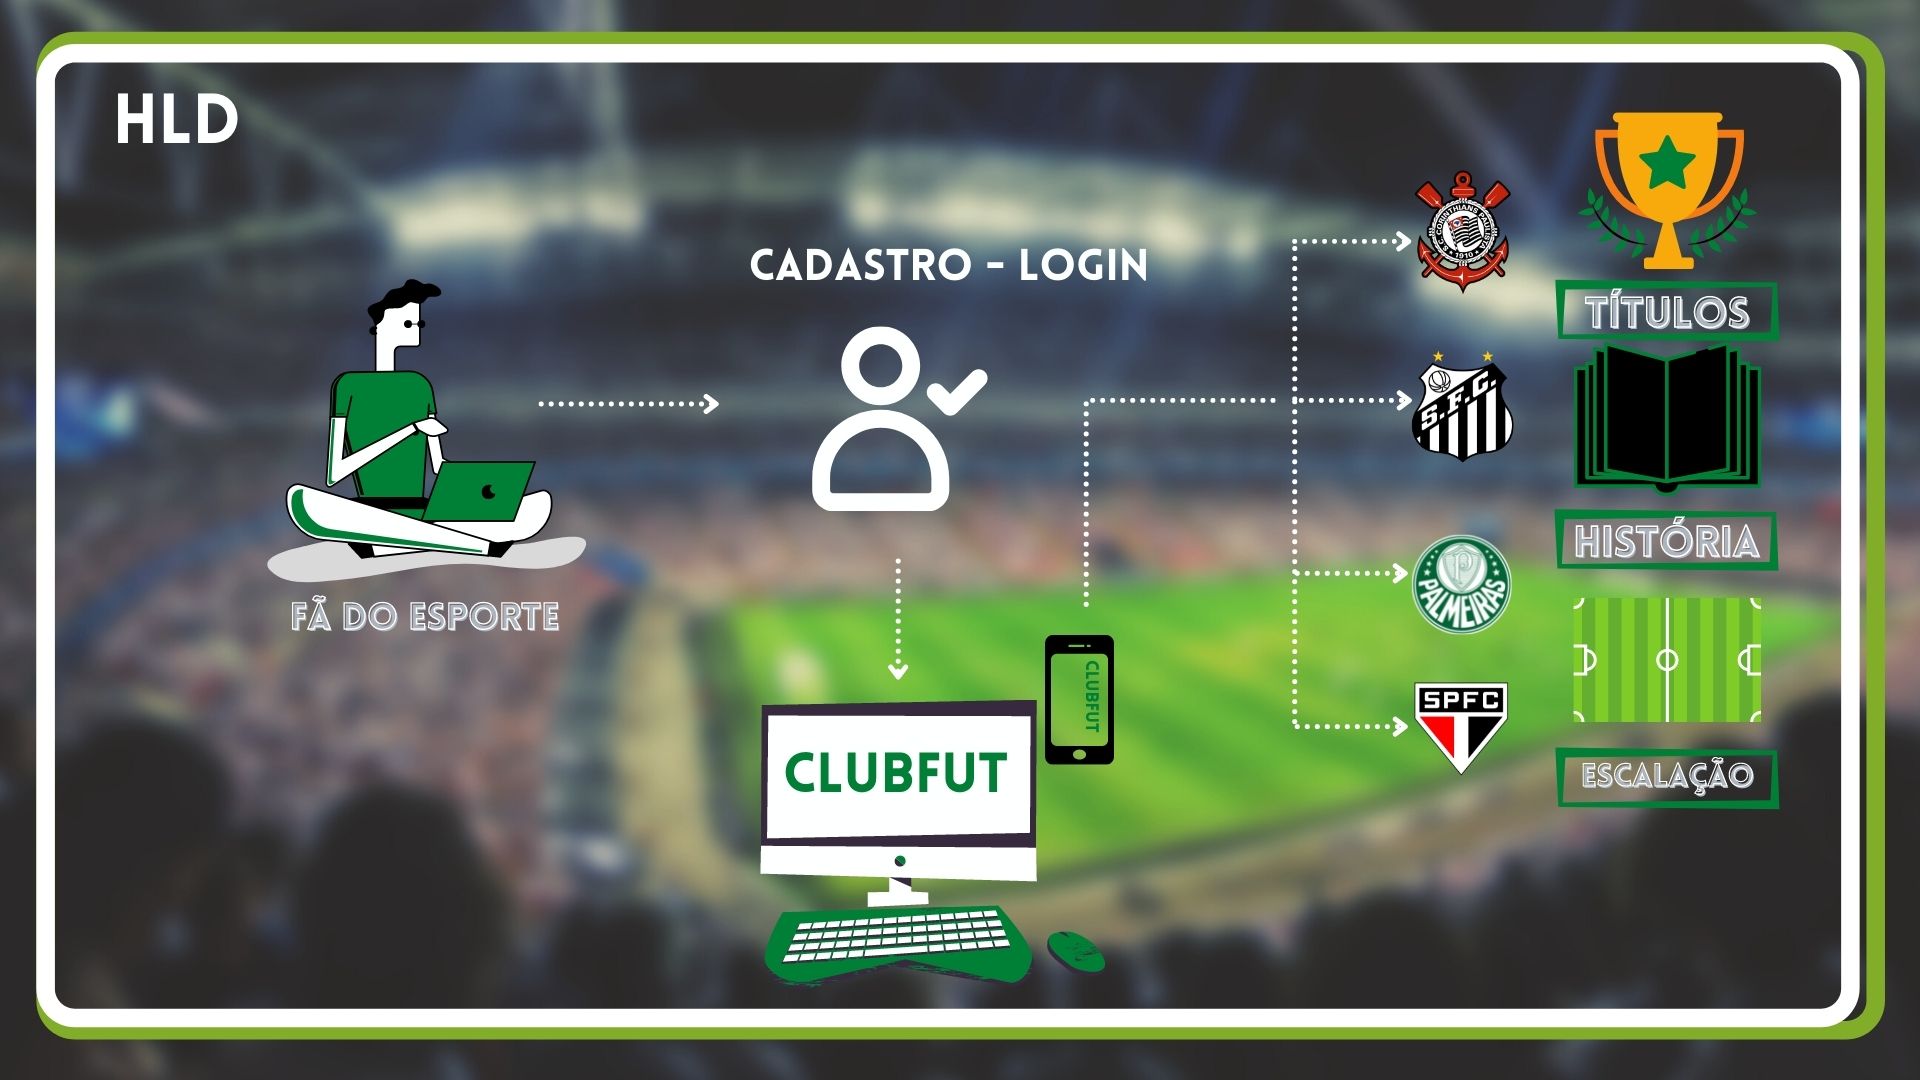 HLD
CADASTRO - LOGIN
FÃ DO ESPORTE
CLUBFUT
CLUBFUT
S.C. CORINTHIANS PAULISTA
1910
S.F.C.
P
PALMEIRAS
SPFC
TÍTULOS
HISTÓRIA
ESCALAÇÃO